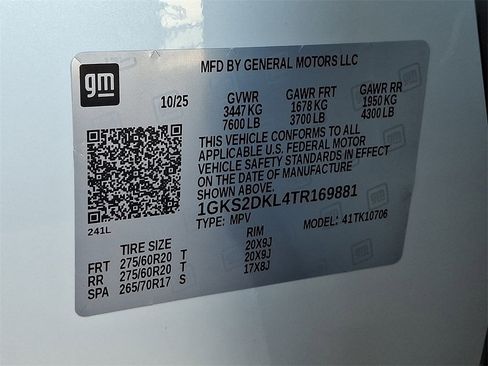 gm
MFD BY GENERAL MOTORS LLC
10/25 GVWR GAWR FRT GAWR RR
3447 KG 1678 KG 1950 KG
7600 LB 3700 LB 4300 LB
THIS VEHICLE CONFORMS TO ALL
APPLICABLE U.S. FEDERAL MOTOR
VEHICLE SAFETY STANDARDS IN EFFECT
ON THE DATE OF MANUFACTURE
SHOWN ABOVE.
1GKS2DKL4TR169881
TYPE: MPV MODEL: 41TK10706
241L
TIRE SIZE RIM
FRT 275/60R20 T 20X9J
RR 275/60R20 T 20X9J
SPA 265/70R17 S 17X8J